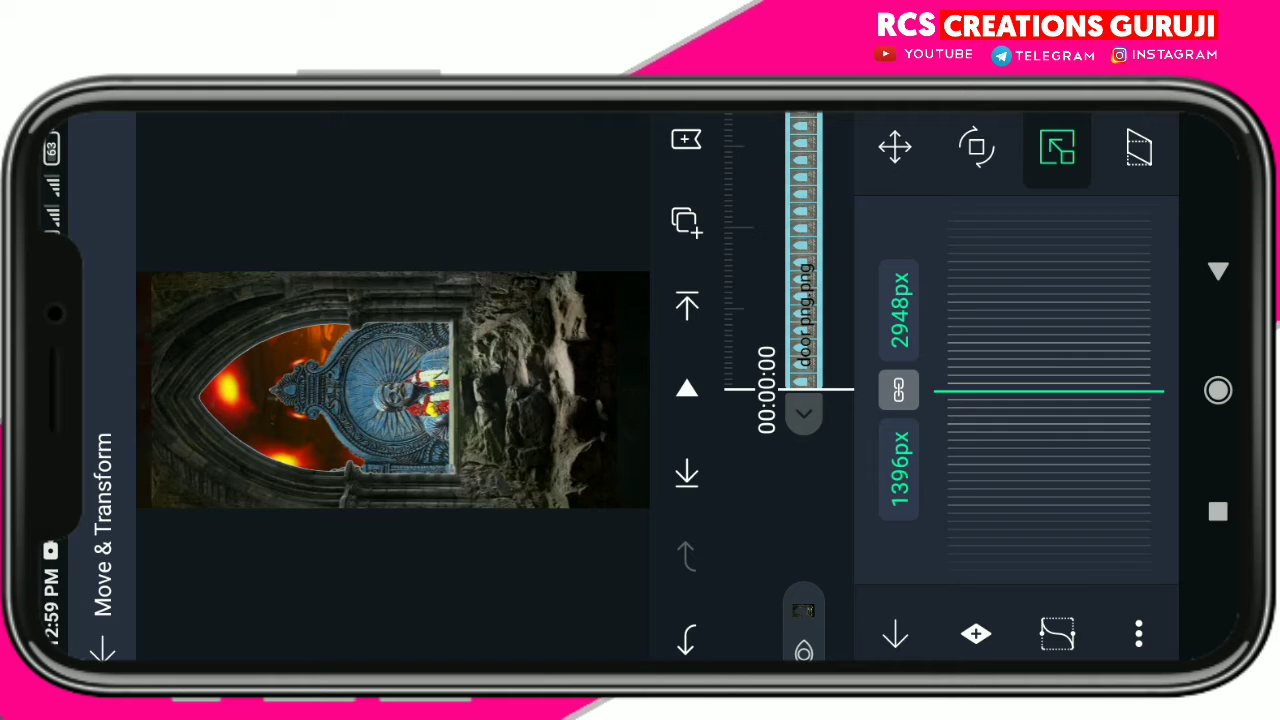 RCS CREATIONS GURUJI
YOUTUBE TELEGRAM INSTAGRAM
63
2:59 PM
Move & Transform
00:00:00
door.png.png
1396px
2948px